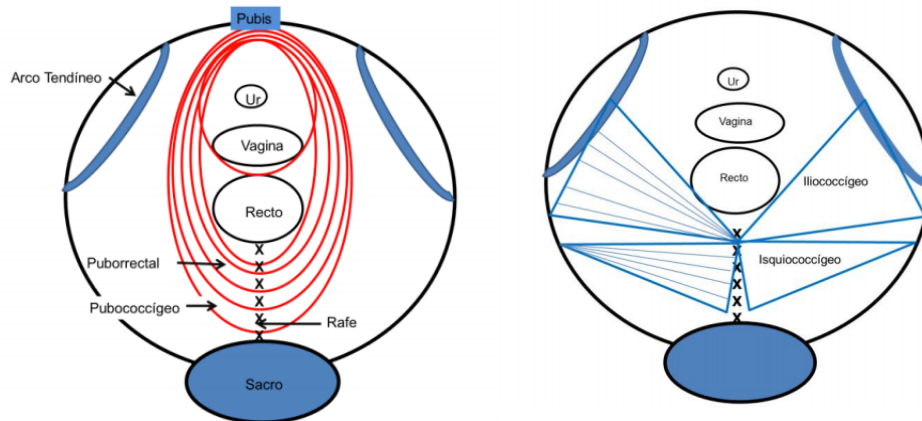 Pubis
Arco Tendíneo
Ur
Vagina
Recto
X
X
Puborrectal
X
X
Pubococcígeo
X
Rafe
X
Sacro
Ur
Vagina
Recto
Iliococcígeo
X
X
X
Isquiococcígeo
X
X
X